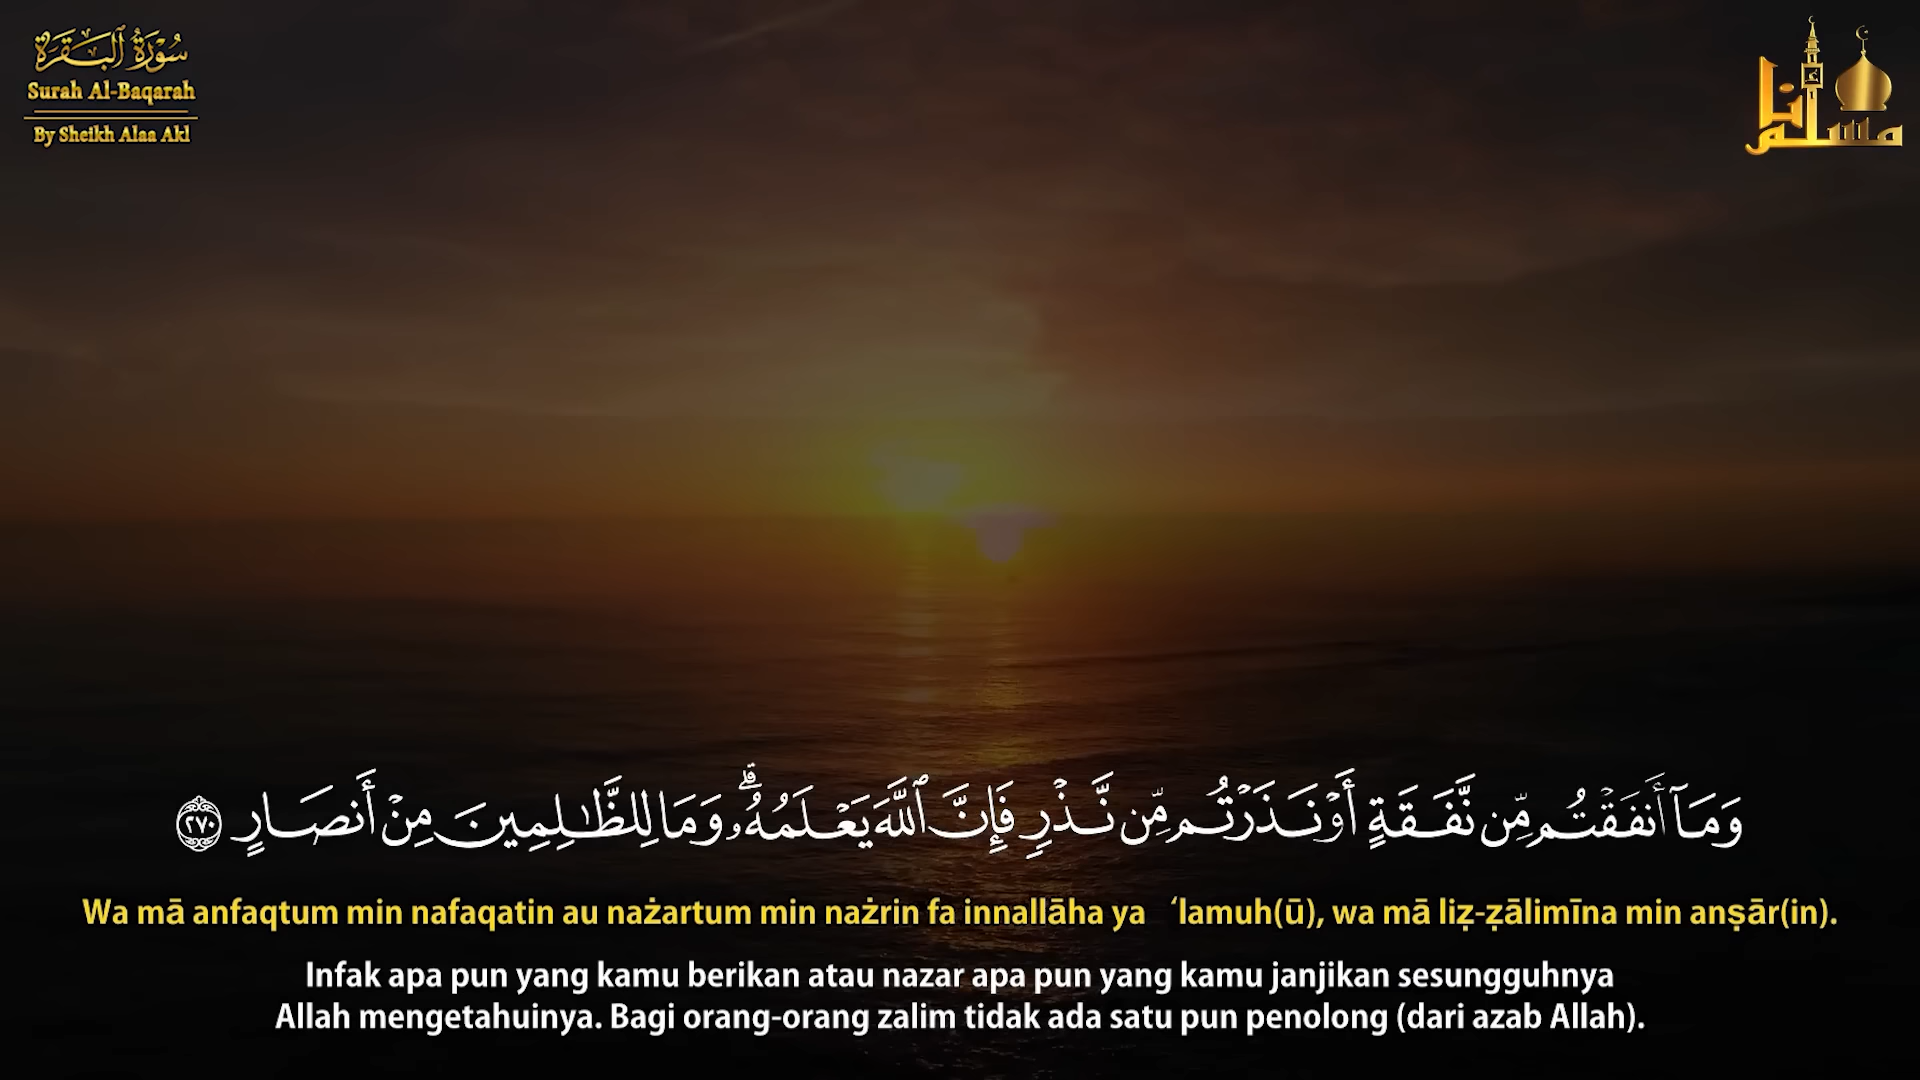 سُورَةُ ٱلْبَقَرَةِ
Surah Al-Baqarah
By Sheikh Alaa Akl
أنا مسلم
وَمَآ أَنفَقْتُم مِّن نَّفَقَةٍ أَوْ نَذَرْتُم مِّن نَّذْرٍ فَإِنَّ ٱللَّهَ يَعْلَمُهُۥ ۗ وَمَا لِلظَّـٰلِمِينَ مِنْ أَنصَارٍ ٢٧٠
Wa mā anfaqtum min nafaqatin au nażartum min nażrin fa innallāha ya ‘lamuh(ū), wa mā liẓ-ẓālimīna min anṣār(in).
Infak apa pun yang kamu berikan atau nazar apa pun yang kamu janjikan sesungguhnya
Allah mengetahuinya. Bagi orang-orang zalim tidak ada satu pun penolong (dari azab Allah).